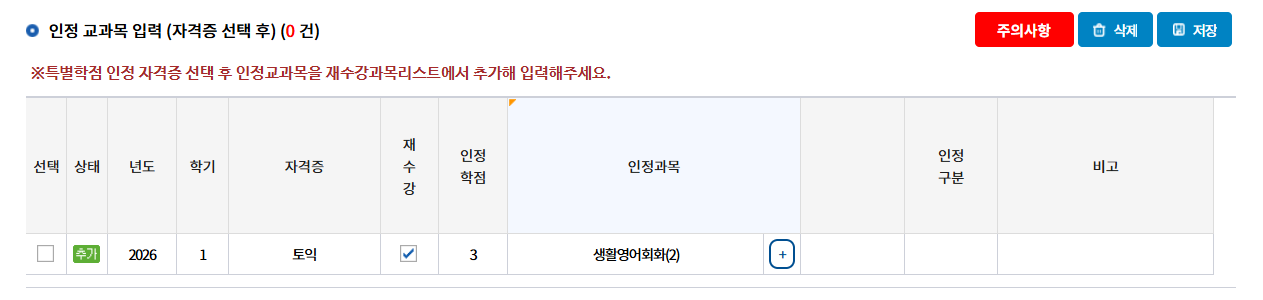 인정 교과목 입력 (자격증 선택 후) (0 건)
주의사항
삭제
저장
※특별학점 인정 자격증 선택 후 인정교과목을 재수강과목리스트에서 추가해 입력해주세요.
선택
상태
년도
학기
자격증
재
수
강
인정
학점
인정과목
인정
구분
비고
추가
2026
1
토익
3
생활영어회화(2)
+